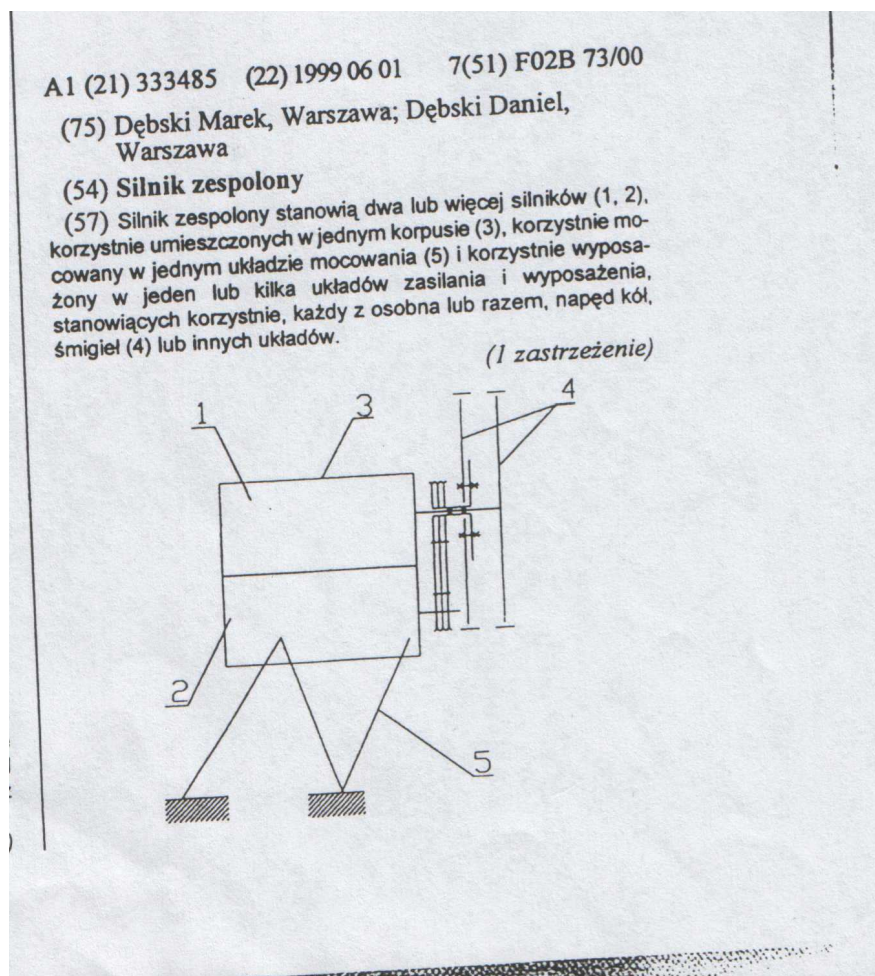 A1 (21) 333485 (22) 1999 06 01 7(51) F02B 73/00
(75) Dębski Marek, Warszawa; Dębski Daniel,
Warszawa
(54) Silnik zespolony
(57) Silnik zespolony stanowią dwa lub więcej silników (1, 2),
korzystnie umieszczonych w jednym korpusie (3), korzystnie mo-
cowany w jednym układzie mocowania (5) i korzystnie wyposa-
żony w jeden lub kilka układów zasilania i wyposażenia,
stanowiących korzystnie, każdy z osobna lub razem, napęd kół,
śmigieł (4) lub innych układów.
(1 zastrzeżenie)
1
3
4
2
5